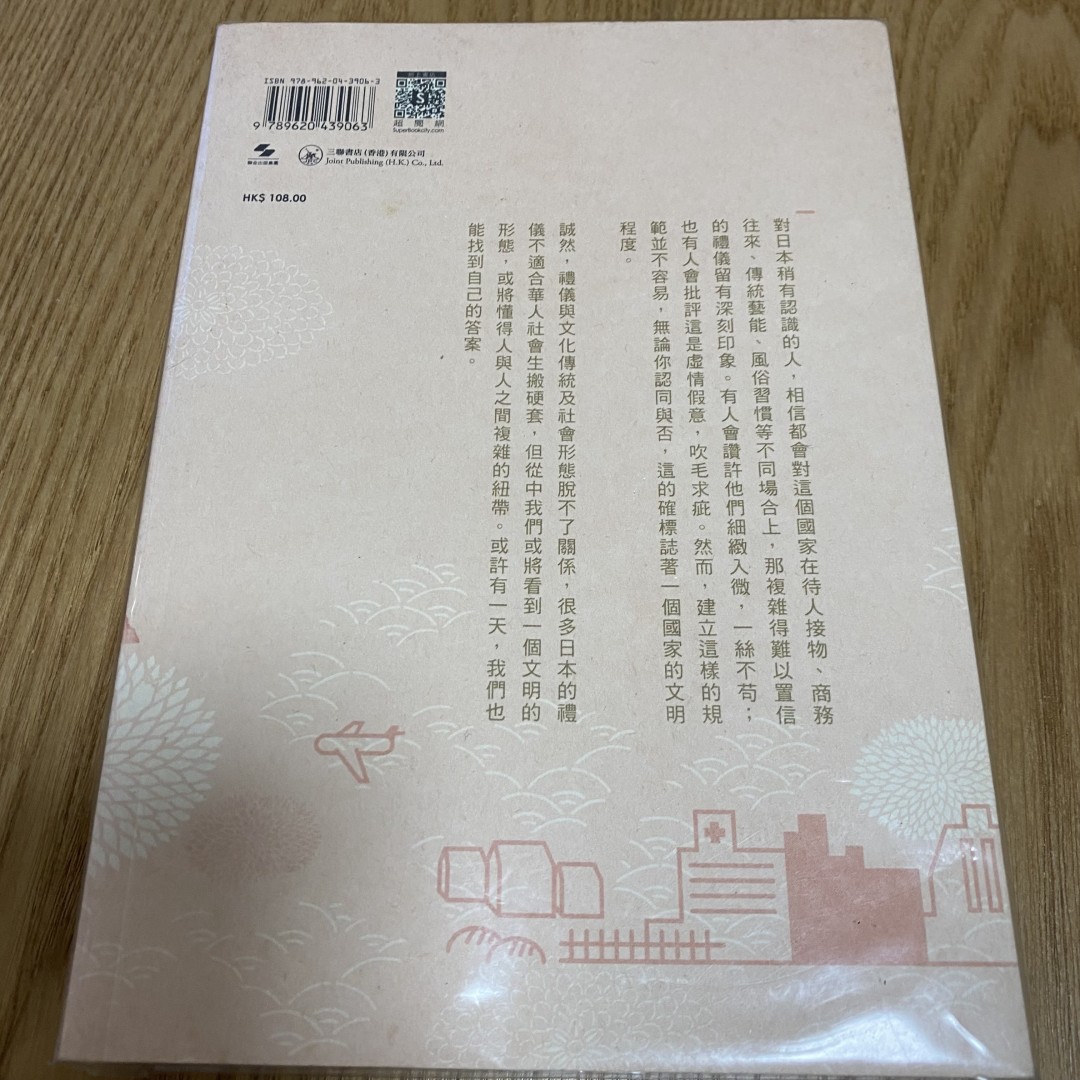 ISBN 978-962-04-3906-3
9 789620 439063
網上書店
超閱網
SuperBookcity.com
聯合出版集團
三聯書店(香港)有限公司
Joint Publishing (H.K.) Co., Ltd.
HK$ 108.00
對日本稍有認識的人，相信都會對這個國家在待人接物、商務
往來、傳統藝能、風俗習慣等不同場合上，那複雜得難以置信
的禮儀留有深刻印象。有人會讚許他們細緻入微，一絲不苟；
也有人會批評這是虛情假意，吹毛求疵。然而，建立這樣的規
範並不容易，無論你認同與否，這的確標誌著一個國家的文明
程度。
誠然，禮儀與文化傳統及社會形態脫不了關係，很多日本的禮
儀不適合華人社會生搬硬套，但從中我們或將看到一個文明的
形態，或將懂得人與人之間複雜的紐帶。或許有一天，我們也
能找到自己的答案。